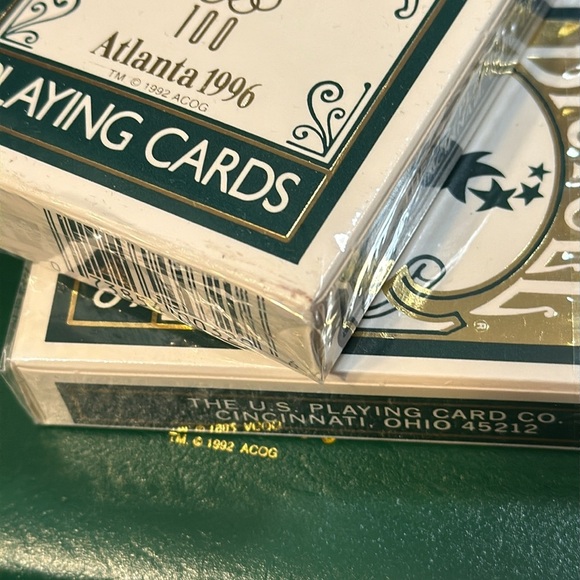 100
Atlanta 1996
TM © 1992 ACOG
PLAYING CARDS
®
THE U.S. PLAYING CARD CO.
CINCINNATI, OHIO 45212
TM, © 1992 ACOG